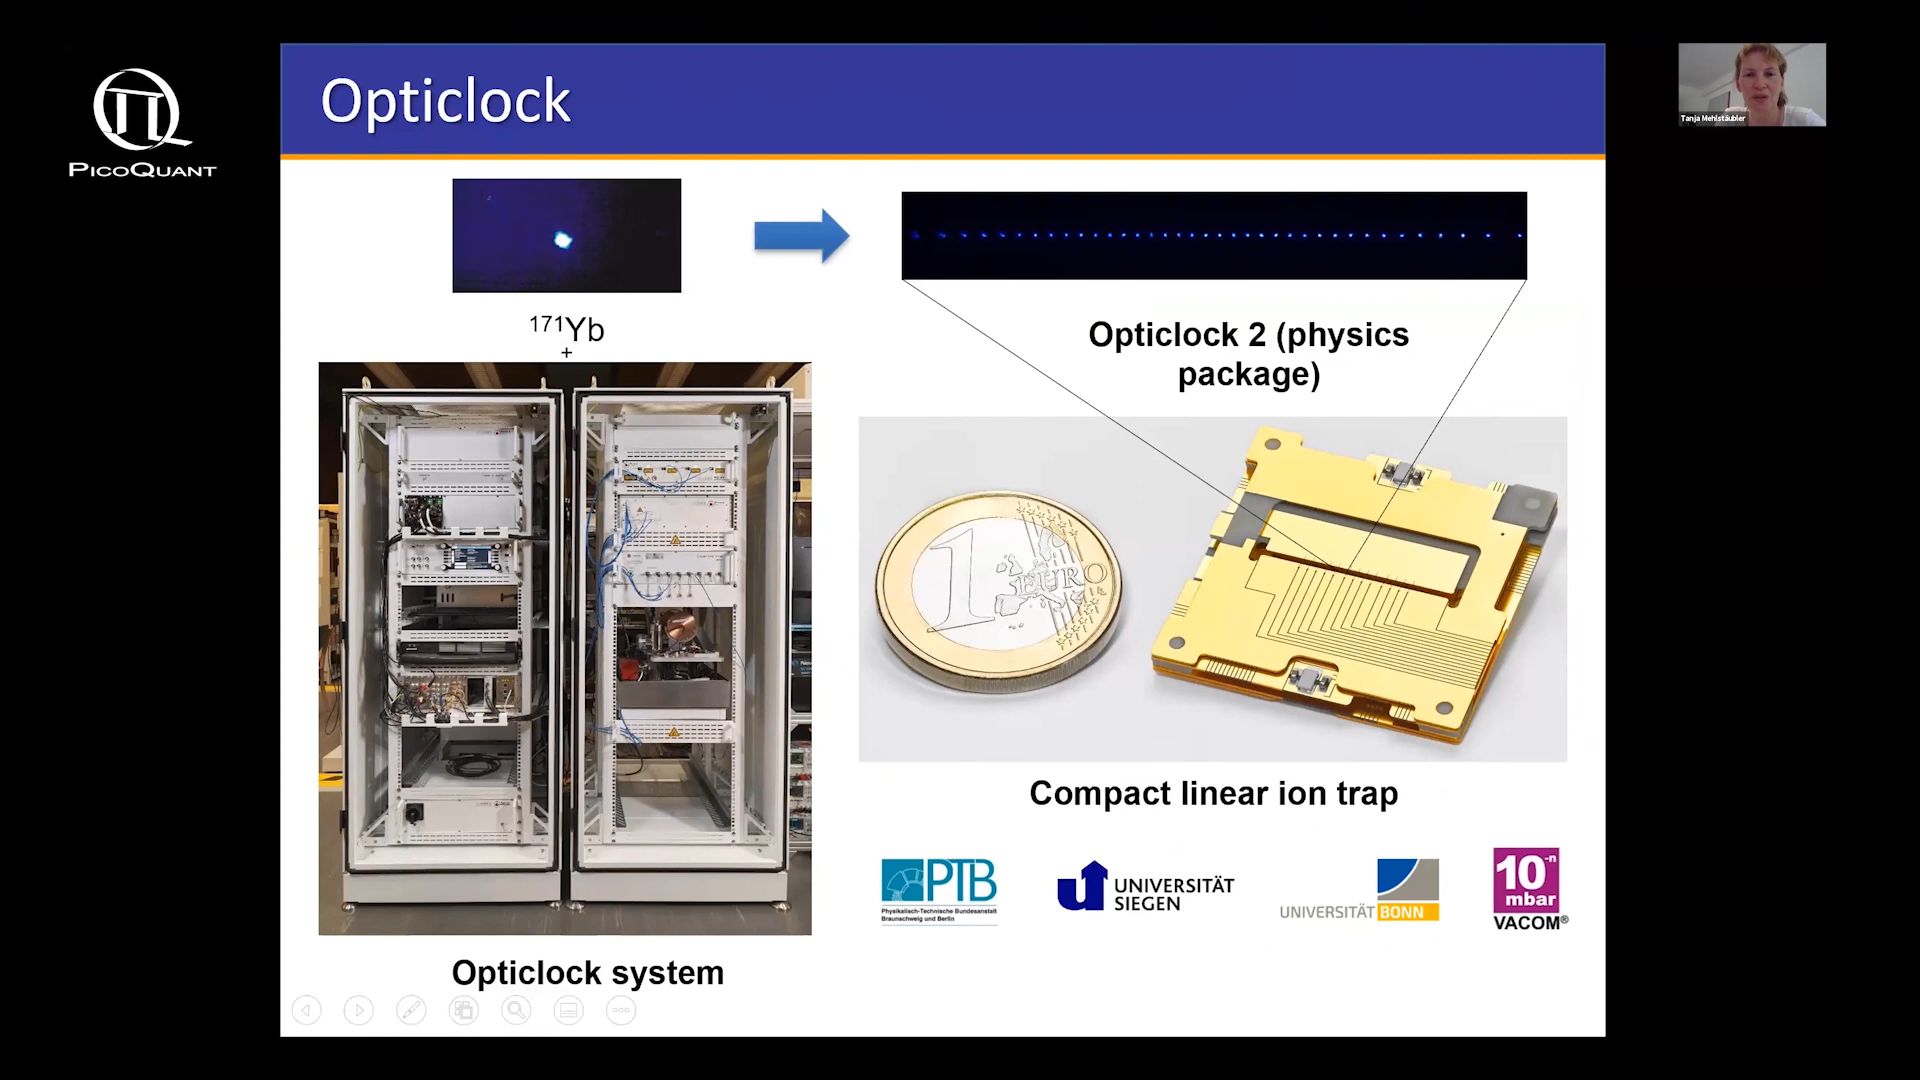 Opticlock
PICOQUANT
Tanja Mehlstäubler
171Yb
+
Opticlock 2 (physics
package)
1
EURO
Compact linear ion trap
PTB
Physikalisch-Technische Bundesanstalt
Braunschweig und Berlin
UNIVERSITÄT
SIEGEN
UNIVERSITÄT BONN
10-n
mbar
VACOM®
Opticlock system